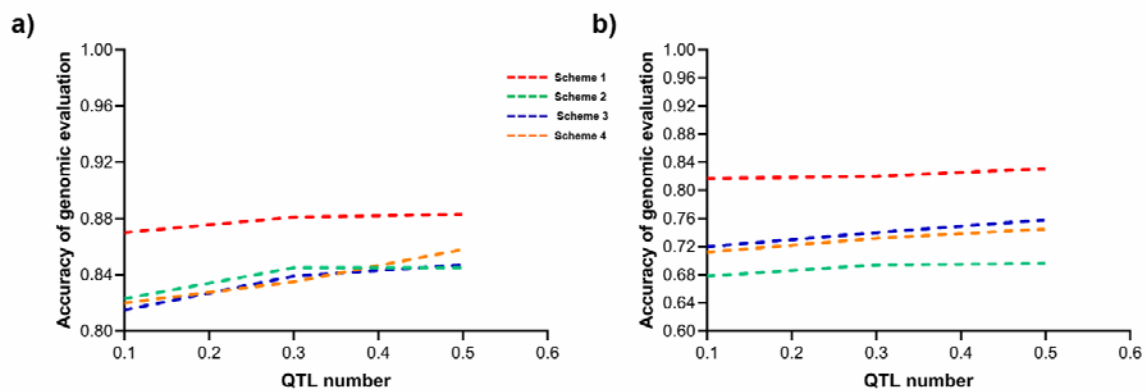 a)
Accuracy of genomic evaluation
1.00
0.96
0.92
0.88
0.84
0.80
0.1 0.2 0.3 0.4 0.5 0.6
QTL number
Scheme 1
Scheme 2
Scheme 3
Scheme 4
b)
Accuracy of genomic evaluation
1.00
0.96
0.92
0.88
0.84
0.80
0.76
0.72
0.68
0.64
0.60
0.1 0.2 0.3 0.4 0.5 0.6
QTL number